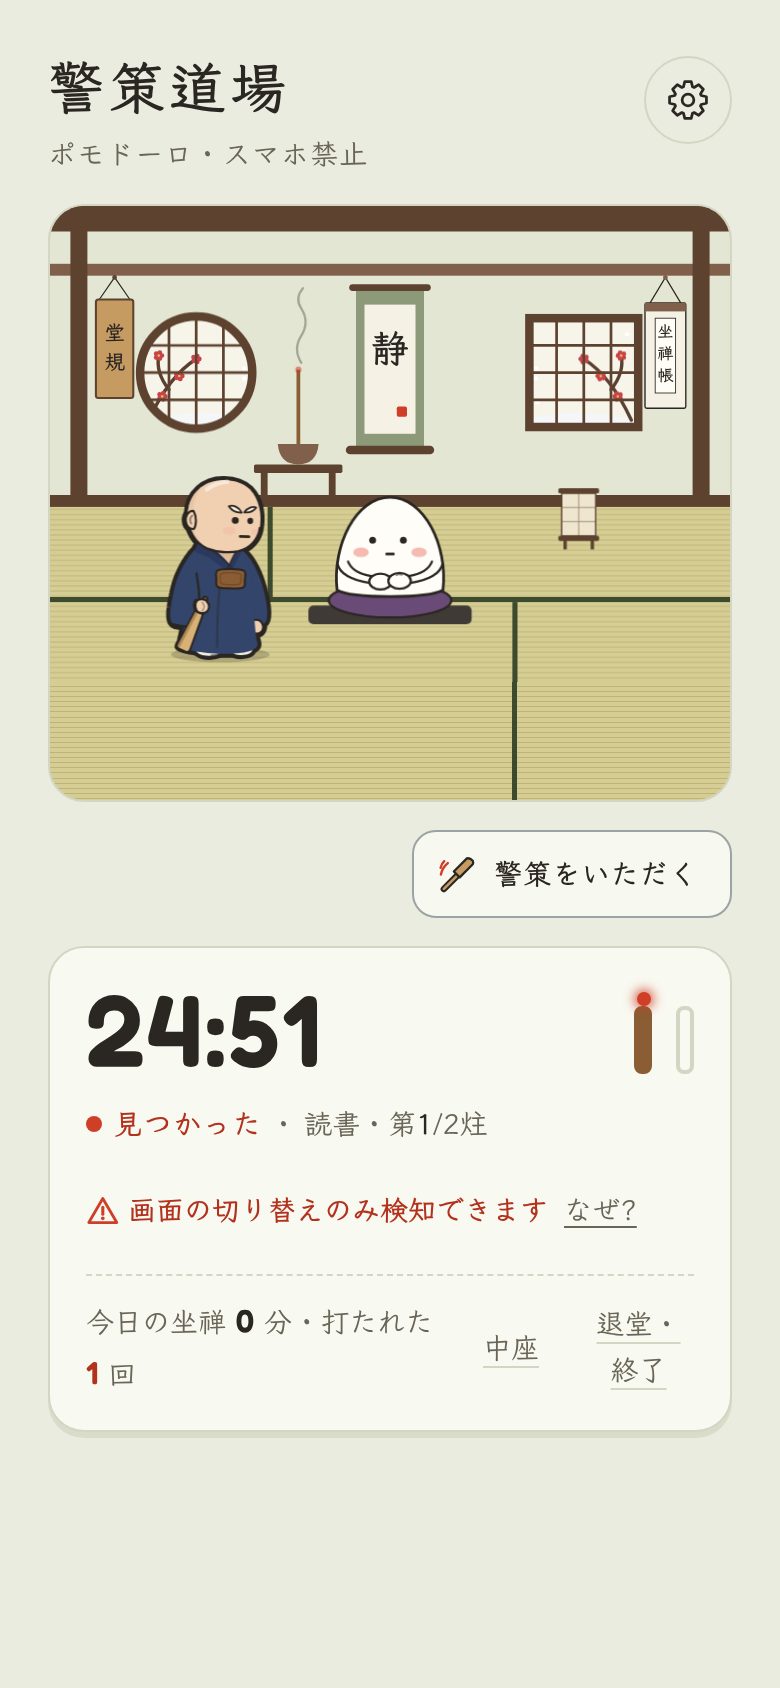 警策道場
ポモドーロ・スマホ禁止
堂規
静
坐禅帳
警策をいただく
24:51
見つかった ・ 読書・第1/2炷
画面の切り替えのみ検知できます なぜ?
今日の坐禅 0 分・打たれた
1 回
中座
退堂・
終了